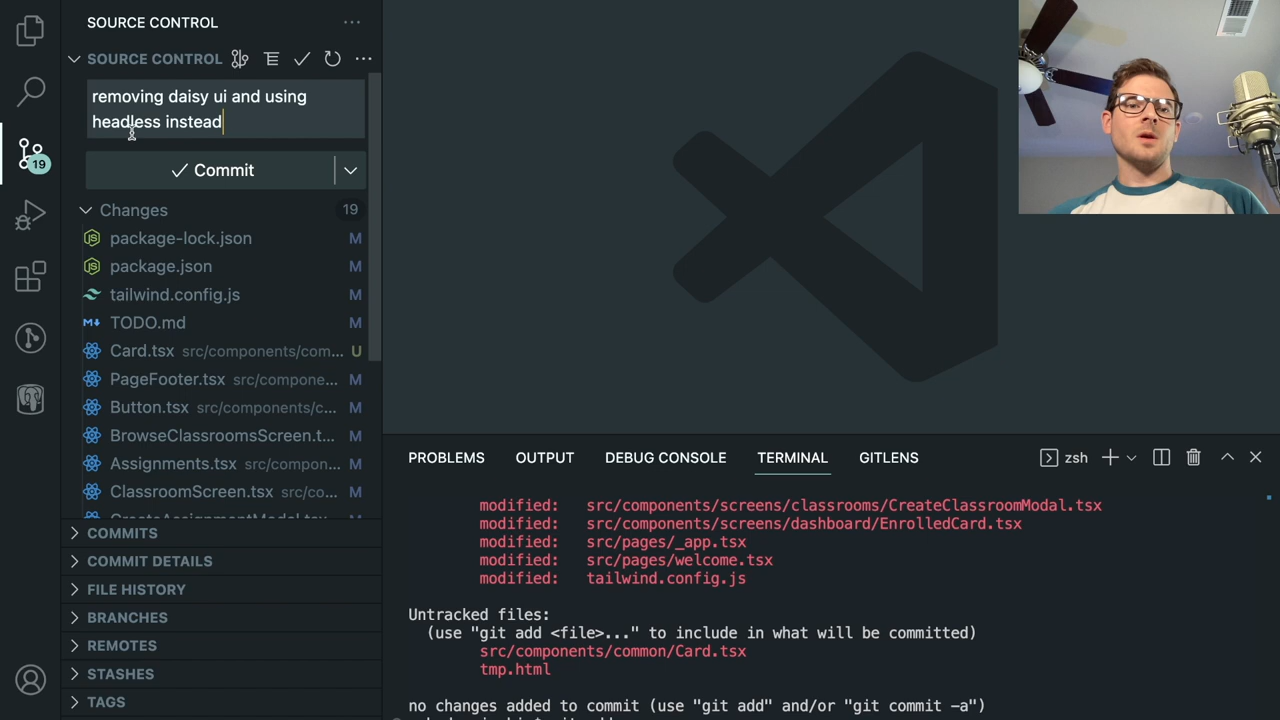 SOURCE CONTROL
SOURCE CONTROL
removing daisy ui and using
headless instead
Commit
Changes 19
package-lock.json M
package.json M
tailwind.config.js M
TODO.md M
Card.tsx src/components/com... U
PageFooter.tsx src/compone... M
Button.tsx src/components/c... M
BrowseClassroomsScreen.t... M
Assignments.tsx src/compon... M
ClassroomScreen.tsx src/co... M
COMMITS
COMMIT DETAILS
FILE HISTORY
BRANCHES
REMOTES
STASHES
TAGS
19
PROBLEMS OUTPUT DEBUG CONSOLE TERMINAL GITLENS zsh
modified: src/components/screens/classrooms/CreateClassroomModal.tsx
modified: src/components/screens/dashboard/EnrolledCard.tsx
modified: src/pages/_app.tsx
modified: src/pages/welcome.tsx
modified: tailwind.config.js
Untracked files:
(use "git add <file>..." to include in what will be committed)
src/components/common/Card.tsx
tmp.html
no changes added to commit (use "git add" and/or "git commit -a")